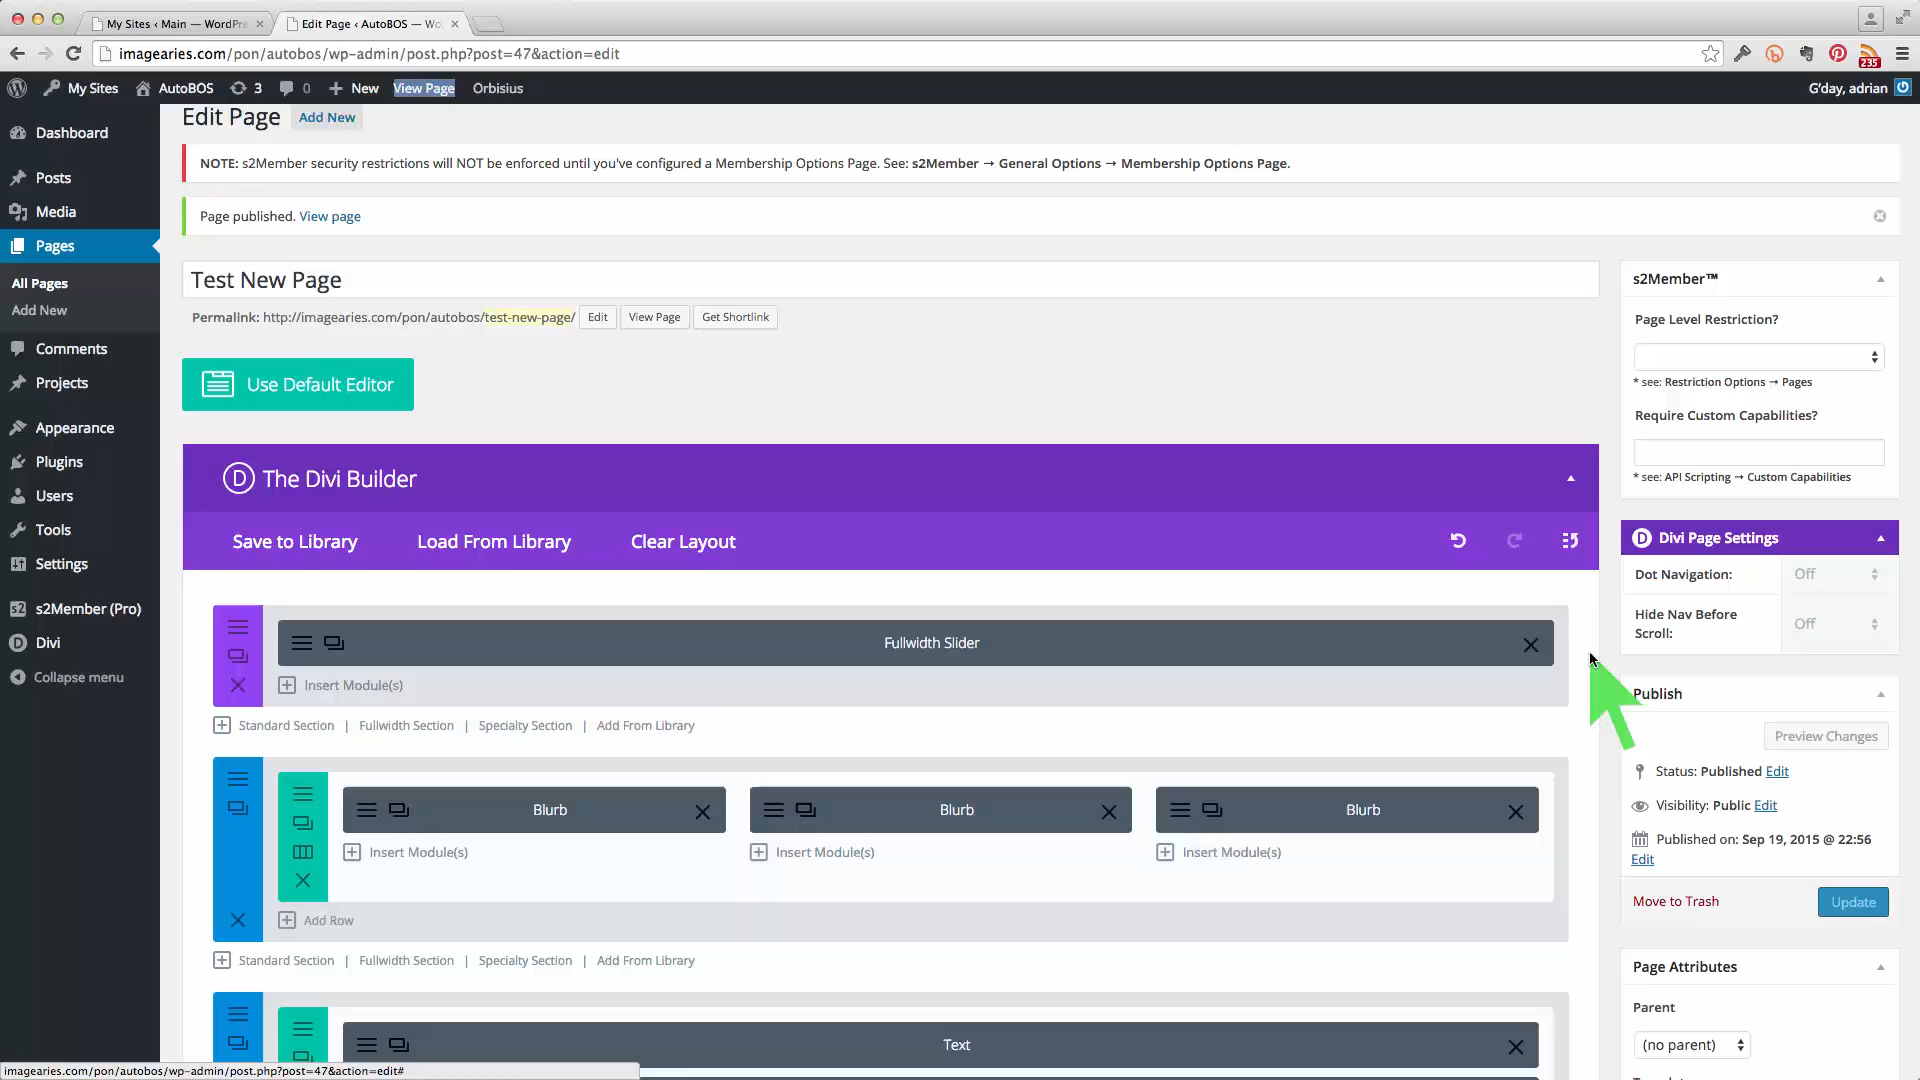 My Sites ‹ Main — WordPre
Edit Page ‹ AutoBOS — Wo
imagearies.com/pon/autobos/wp-admin/post.php?post=47&action=edit
235
My Sites
AutoBOS
3
0
New
View Page
Orbisius
G'day, adrian
Dashboard
Posts
Media
Pages
All Pages
Add New
Comments
Projects
Appearance
Plugins
Users
Tools
Settings
s2 s2Member (Pro)
D Divi
Collapse menu
Edit Page Add New
NOTE: s2Member security restrictions will NOT be enforced until you've configured a Membership Options Page. See: s2Member → General Options → Membership Options Page.
Page published. View page
Test New Page
Permalink: http://imagearies.com/pon/autobos/test-new-page/ Edit View Page Get Shortlink
Use Default Editor
D The Divi Builder
Save to Library Load From Library Clear Layout
Fullwidth Slider
Insert Module(s)
Standard Section | Fullwidth Section | Specialty Section | Add From Library
Blurb Blurb Blurb
Insert Module(s) Insert Module(s) Insert Module(s)
Add Row
Standard Section | Fullwidth Section | Specialty Section | Add From Library
Text
s2Member™
Page Level Restriction?
* see: Restriction Options → Pages
Require Custom Capabilities?
* see: API Scripting → Custom Capabilities
D Divi Page Settings
Dot Navigation: Off
Hide Nav Before
Scroll: Off
Publish
Preview Changes
Status: Published Edit
Visibility: Public Edit
Published on: Sep 19, 2015 @ 22:56
Edit
Move to Trash Update
Page Attributes
Parent
(no parent)
imagearies.com/pon/autobos/wp-admin/post.php?post=47&action=edit#